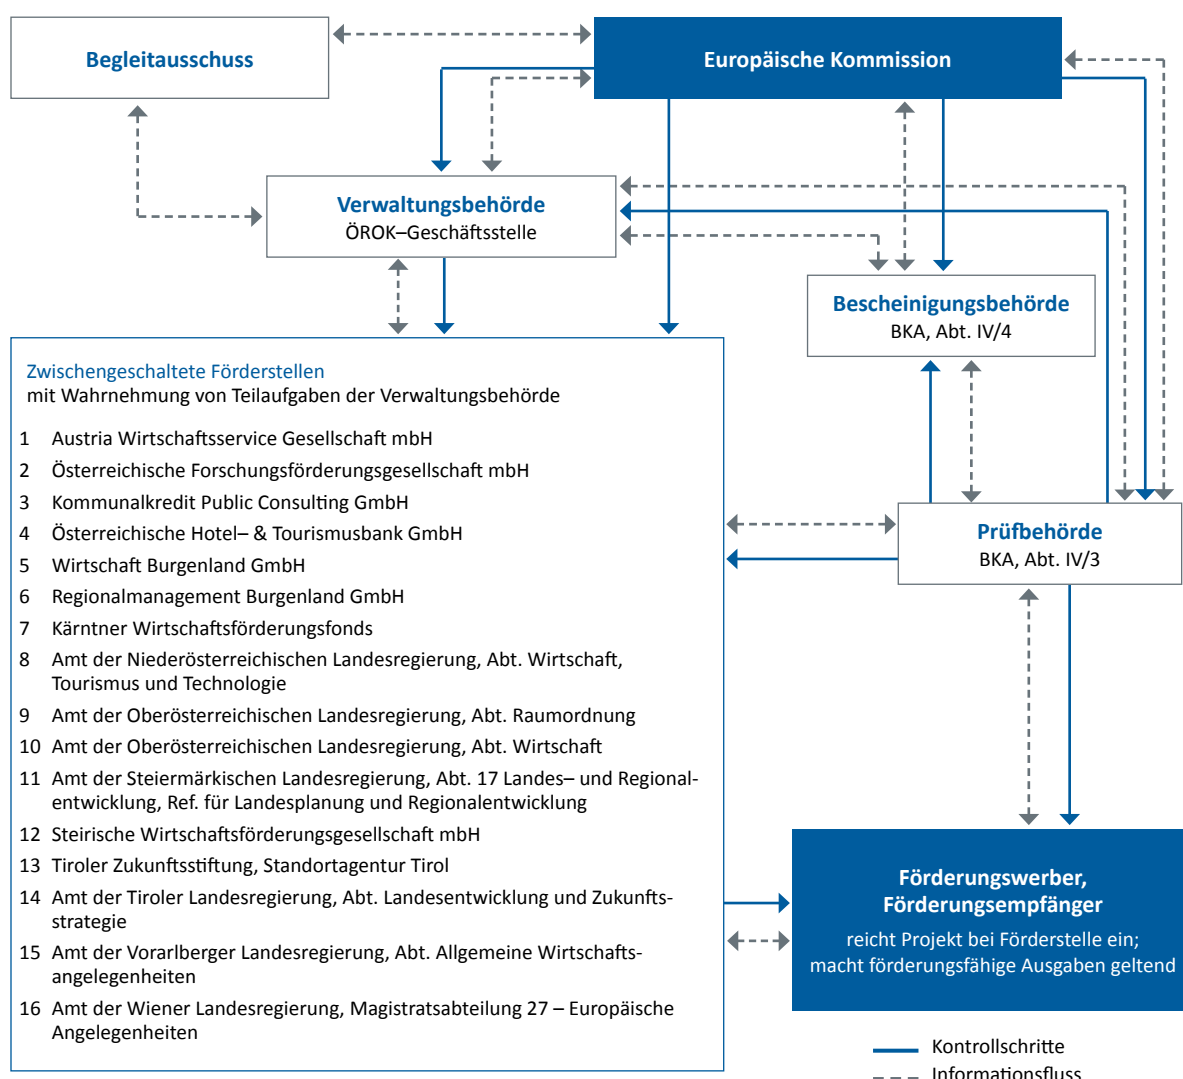 Begleitausschuss
Europäische Kommission
Verwaltungsbehörde
ÖROK–Geschäftsstelle
Bescheinigungsbehörde
BKA, Abt. IV/4
Zwischengeschaltete Förderstellen
mit Wahrnehmung von Teilaufgaben der Verwaltungsbehörde
1 Austria Wirtschaftsservice Gesellschaft mbH
2 Österreichische Forschungsförderungsgesellschaft mbH
3 Kommunalkredit Public Consulting GmbH
4 Österreichische Hotel– & Tourismusbank GmbH
5 Wirtschaft Burgenland GmbH
6 Regionalmanagement Burgenland GmbH
7 Kärntner Wirtschaftsförderungsfonds
8 Amt der Niederösterreichischen Landesregierung, Abt. Wirtschaft,
Tourismus und Technologie
9 Amt der Oberösterreichischen Landesregierung, Abt. Raumordnung
10 Amt der Oberösterreichischen Landesregierung, Abt. Wirtschaft
11 Amt der Steiermärkischen Landesregierung, Abt. 17 Landes– und Regional-
entwicklung, Ref. für Landesplanung und Regionalentwicklung
12 Steirische Wirtschaftsförderungsgesellschaft mbH
13 Tiroler Zukunftsstiftung, Standortagentur Tirol
14 Amt der Tiroler Landesregierung, Abt. Landesentwicklung und Zukunfts-
strategie
15 Amt der Vorarlberger Landesregierung, Abt. Allgemeine Wirtschafts-
angelegenheiten
16 Amt der Wiener Landesregierung, Magistratsabteilung 27 – Europäische
Angelegenheiten
Prüfbehörde
BKA, Abt. IV/3
Förderungswerber,
Förderungsempfänger
reicht Projekt bei Förderstelle ein;
macht förderungsfähige Ausgaben geltend
Kontrollschritte
Informationsfluss